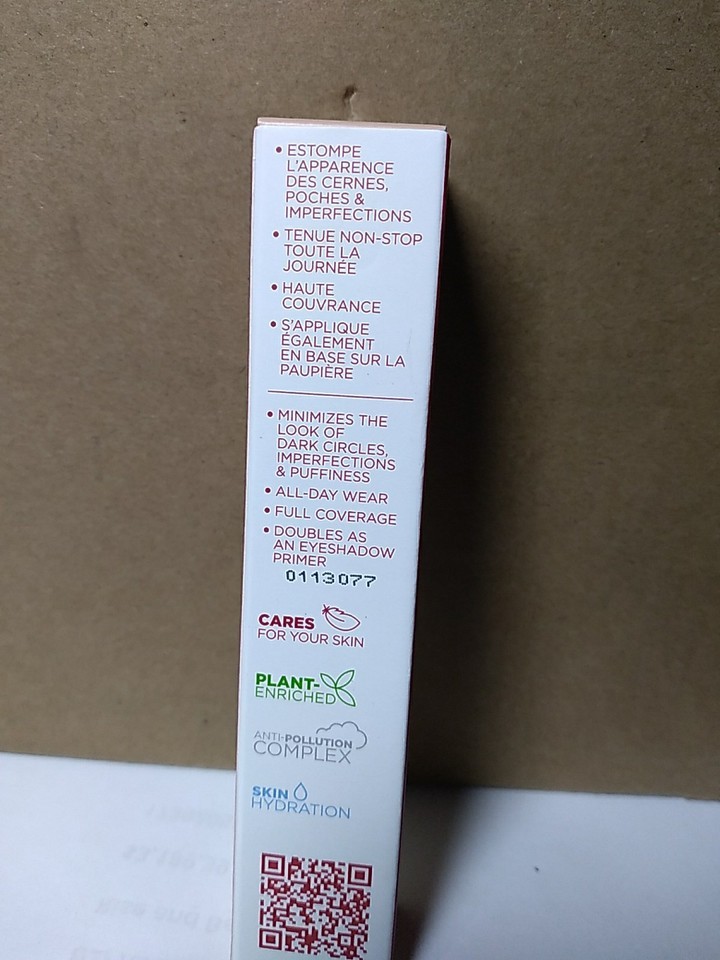 • ESTOMPE
L'APPARENCE
DES CERNES,
POCHES &
IMPERFECTIONS
• TENUE NON-STOP
TOUTE LA
JOURNÉE
• HAUTE
COUVRANCE
• S'APPLIQUE
ÉGALEMENT
EN BASE SUR LA
PAUPIÈRE
• MINIMIZES THE
LOOK OF
DARK CIRCLES,
IMPERFECTIONS
& PUFFINESS
• ALL-DAY WEAR
• FULL COVERAGE
• DOUBLES AS
AN EYESHADOW
PRIMER
0113077
CARES
FOR YOUR SKIN
PLANT-
ENRICHED
ANTI-POLLUTION
COMPLEX
SKIN
HYDRATION